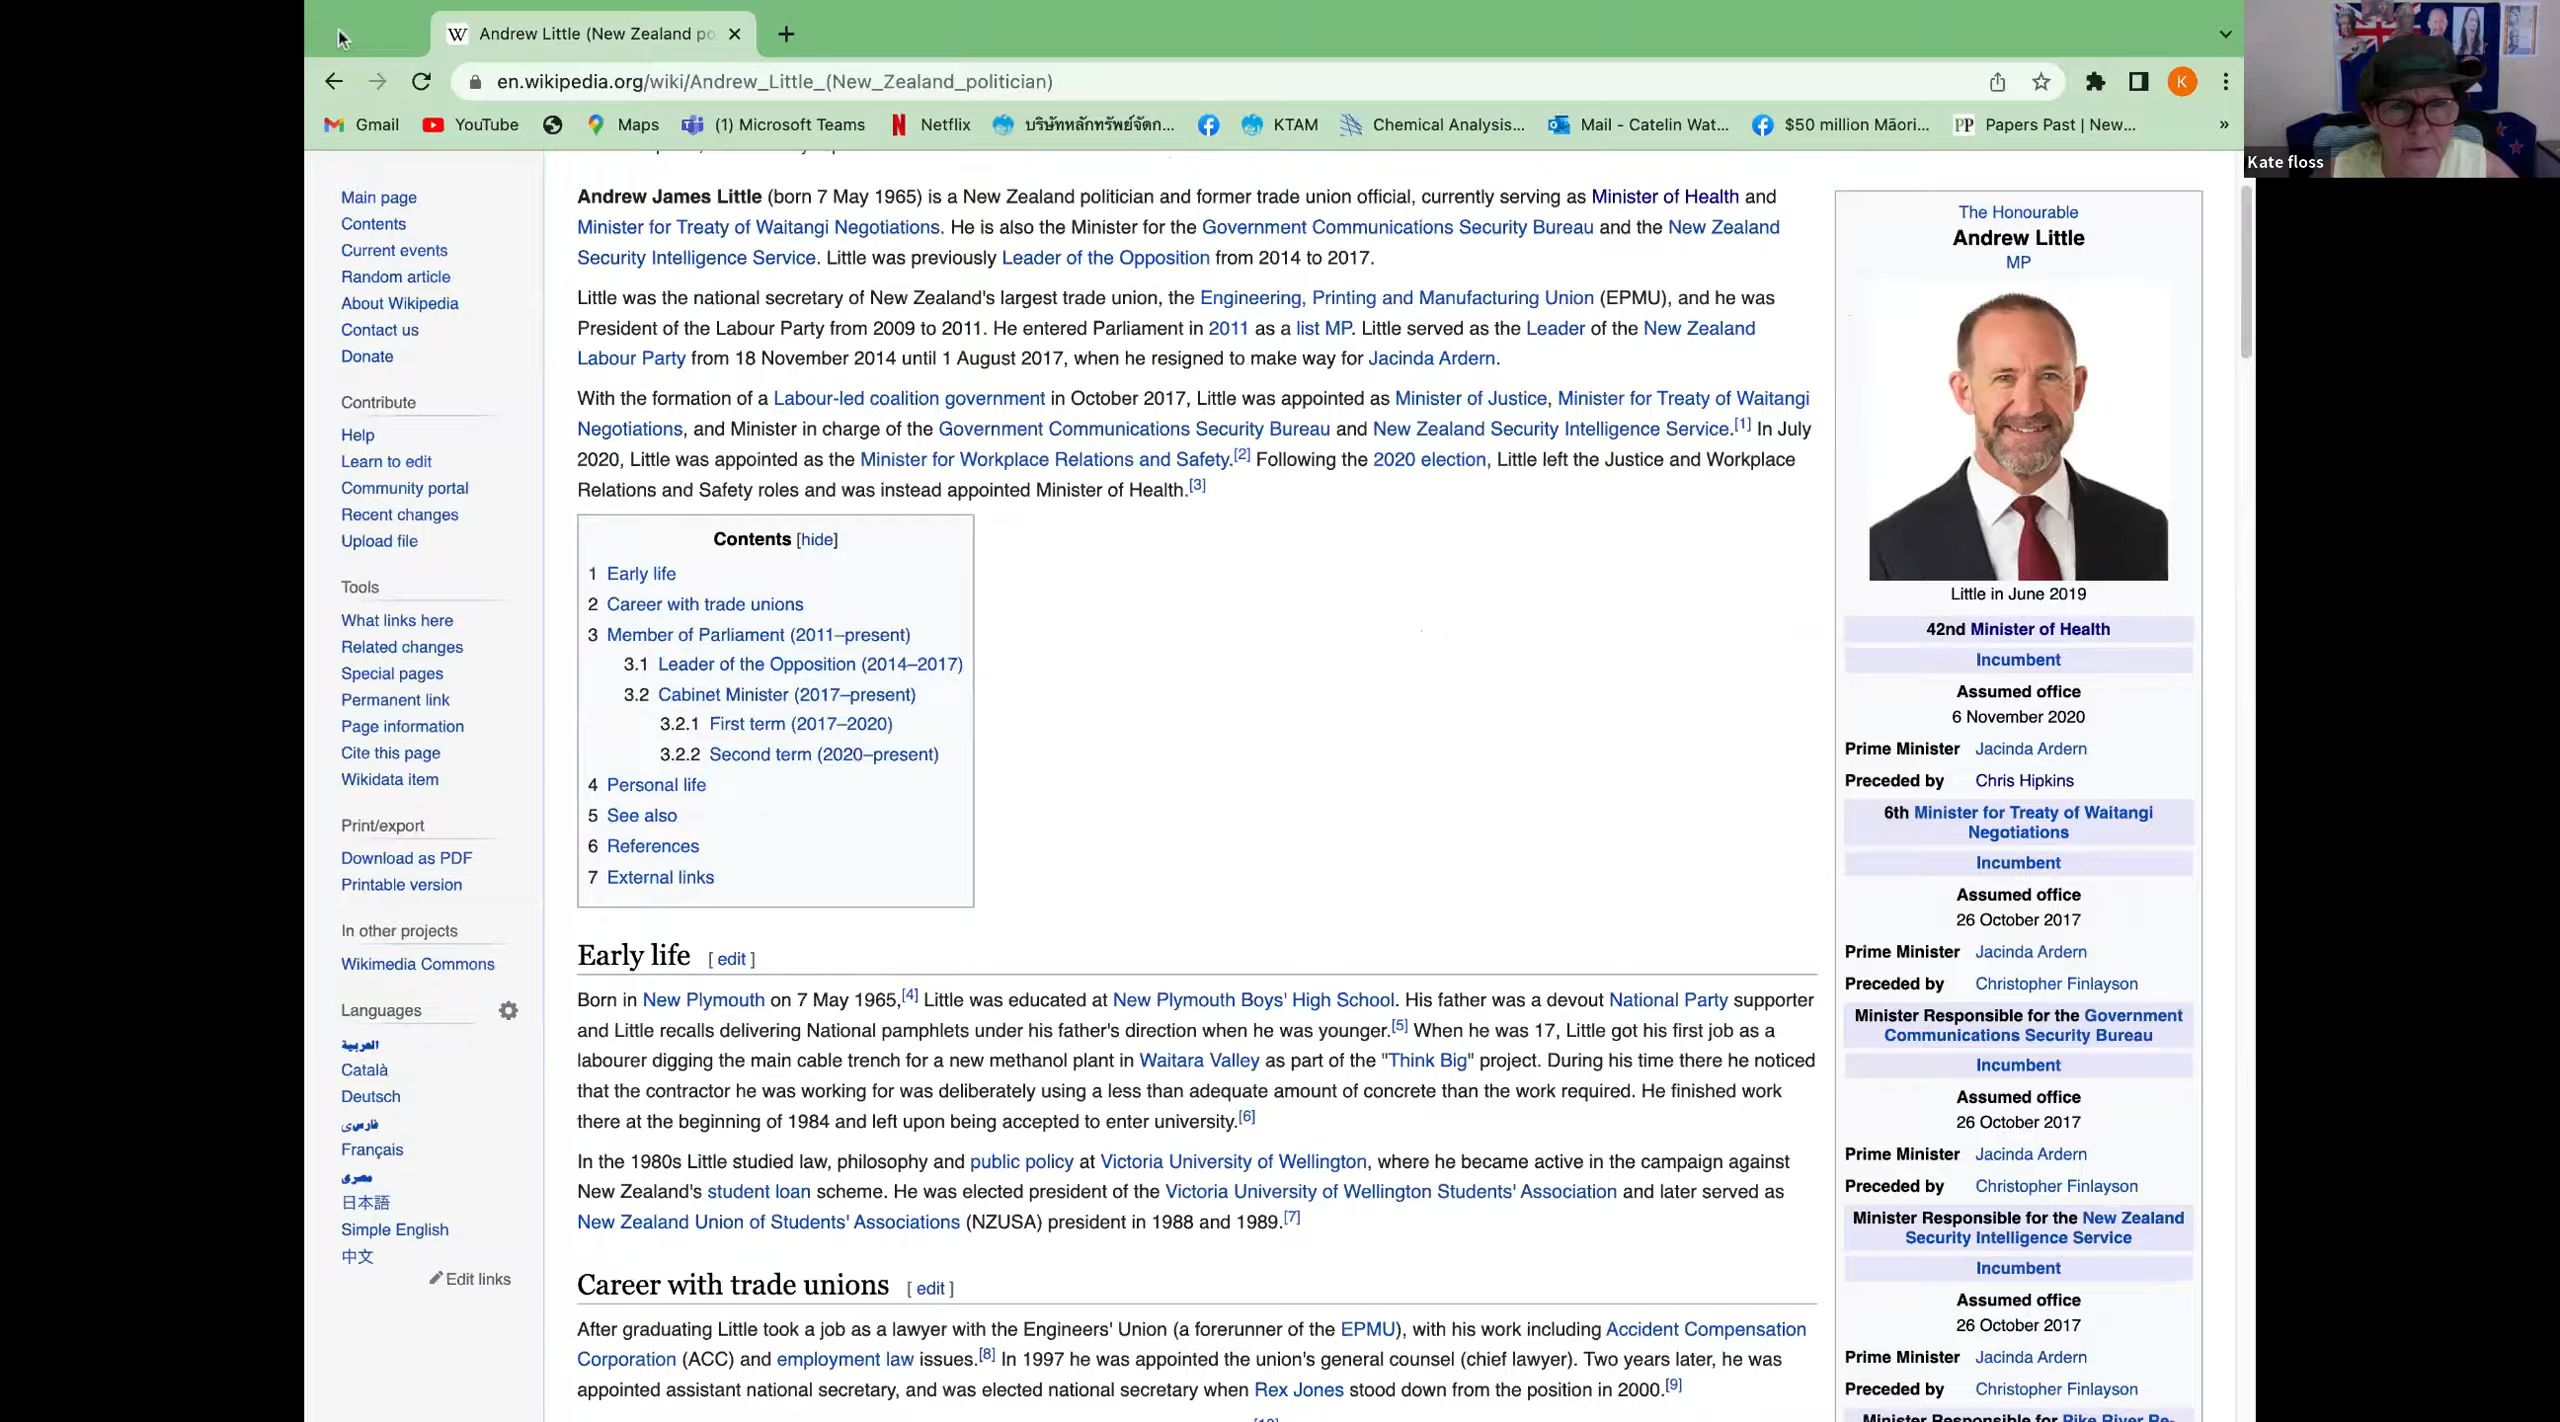 Andrew Little (New Zealand po
en.wikipedia.org/wiki/Andrew_Little_(New_Zealand_politician)
K
Gmail YouTube Maps (1) Microsoft Teams Netflix บริษัทหลักทรัพย์จัดก... KTAM Chemical Analysis... Mail - Catelin Wat... $50 million Māori... PP Papers Past | New... »
Kate floss
Main page
Contents
Current events
Random article
About Wikipedia
Contact us
Donate
Contribute
Help
Learn to edit
Community portal
Recent changes
Upload file
Tools
What links here
Related changes
Special pages
Permanent link
Page information
Cite this page
Wikidata item
Print/export
Download as PDF
Printable version
In other projects
Wikimedia Commons
Languages
العربية
Català
Deutsch
فارسی
Français
مصرى
日本語
Simple English
中文
Edit links
Andrew James Little (born 7 May 1965) is a New Zealand politician and former trade union official, currently serving as Minister of Health and
Minister for Treaty of Waitangi Negotiations. He is also the Minister for the Government Communications Security Bureau and the New Zealand
Security Intelligence Service. Little was previously Leader of the Opposition from 2014 to 2017.
Little was the national secretary of New Zealand's largest trade union, the Engineering, Printing and Manufacturing Union (EPMU), and he was
President of the Labour Party from 2009 to 2011. He entered Parliament in 2011 as a list MP. Little served as the Leader of the New Zealand
Labour Party from 18 November 2014 until 1 August 2017, when he resigned to make way for Jacinda Ardern.
With the formation of a Labour-led coalition government in October 2017, Little was appointed as Minister of Justice, Minister for Treaty of Waitangi
Negotiations, and Minister in charge of the Government Communications Security Bureau and New Zealand Security Intelligence Service.[1] In July
2020, Little was appointed as the Minister for Workplace Relations and Safety.[2] Following the 2020 election, Little left the Justice and Workplace
Relations and Safety roles and was instead appointed Minister of Health.[3]
Contents [hide]
1 Early life
2 Career with trade unions
3 Member of Parliament (2011–present)
3.1 Leader of the Opposition (2014–2017)
3.2 Cabinet Minister (2017–present)
3.2.1 First term (2017–2020)
3.2.2 Second term (2020–present)
4 Personal life
5 See also
6 References
7 External links
Early life [ edit ]
Born in New Plymouth on 7 May 1965,[4] Little was educated at New Plymouth Boys' High School. His father was a devout National Party supporter
and Little recalls delivering National pamphlets under his father's direction when he was younger.[5] When he was 17, Little got his first job as a
labourer digging the main cable trench for a new methanol plant in Waitara Valley as part of the "Think Big" project. During his time there he noticed
that the contractor he was working for was deliberately using a less than adequate amount of concrete than the work required. He finished work
there at the beginning of 1984 and left upon being accepted to enter university.[6]
In the 1980s Little studied law, philosophy and public policy at Victoria University of Wellington, where he became active in the campaign against
New Zealand's student loan scheme. He was elected president of the Victoria University of Wellington Students' Association and later served as
New Zealand Union of Students' Associations (NZUSA) president in 1988 and 1989.[7]
Career with trade unions [ edit ]
After graduating Little took a job as a lawyer with the Engineers' Union (a forerunner of the EPMU), with his work including Accident Compensation
Corporation (ACC) and employment law issues.[8] In 1997 he was appointed the union's general counsel (chief lawyer). Two years later, he was
appointed assistant national secretary, and was elected national secretary when Rex Jones stood down from the position in 2000.[9]
The Honourable
Andrew Little
MP
Little in June 2019
42nd Minister of Health
Incumbent
Assumed office
6 November 2020
Prime Minister Jacinda Ardern
Preceded by Chris Hipkins
6th Minister for Treaty of Waitangi
Negotiations
Incumbent
Assumed office
26 October 2017
Prime Minister Jacinda Ardern
Preceded by Christopher Finlayson
Minister Responsible for the Government
Communications Security Bureau
Incumbent
Assumed office
26 October 2017
Prime Minister Jacinda Ardern
Preceded by Christopher Finlayson
Minister Responsible for the New Zealand
Security Intelligence Service
Incumbent
Assumed office
26 October 2017
Prime Minister Jacinda Ardern
Preceded by Christopher Finlayson
Minister Responsible for Pike River Re-